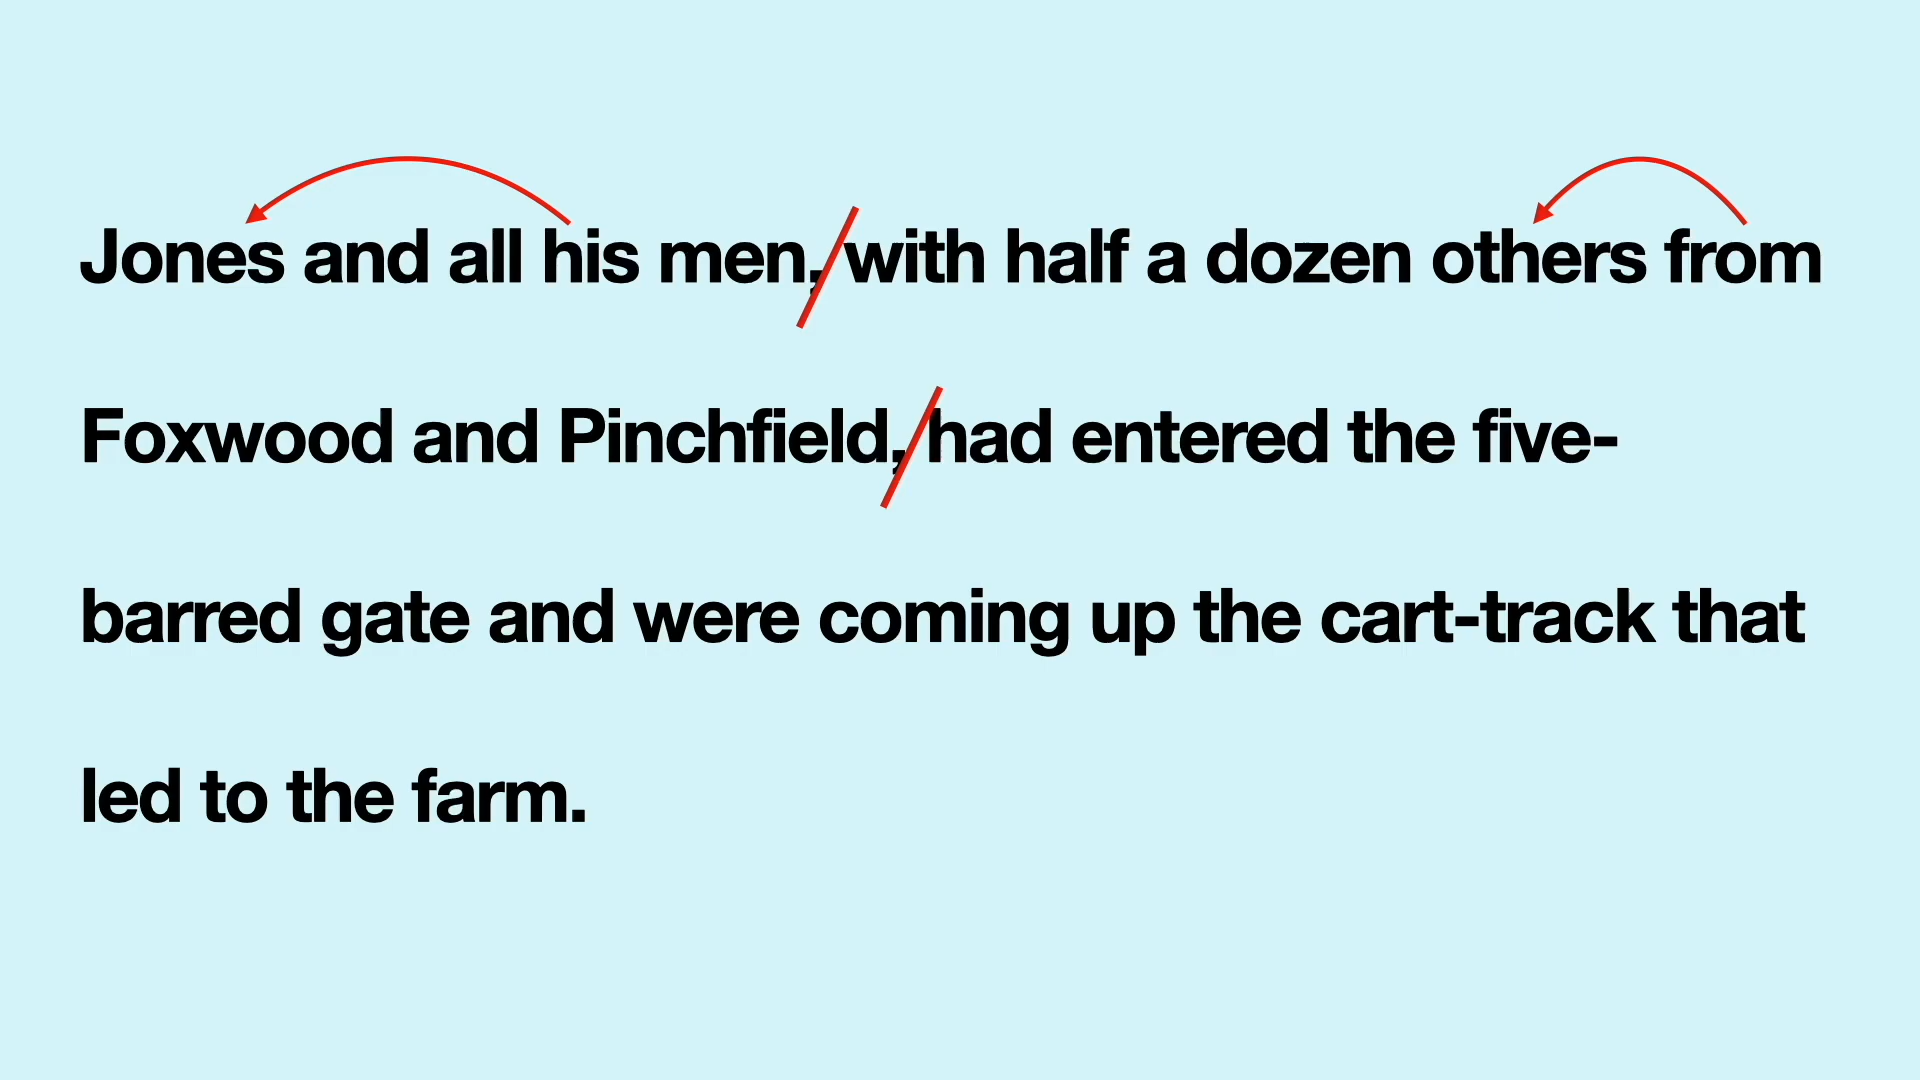 Jones and all his men, with half a dozen others from
Foxwood and Pinchfield, had entered the five-
barred gate and were coming up the cart-track that
led to the farm.